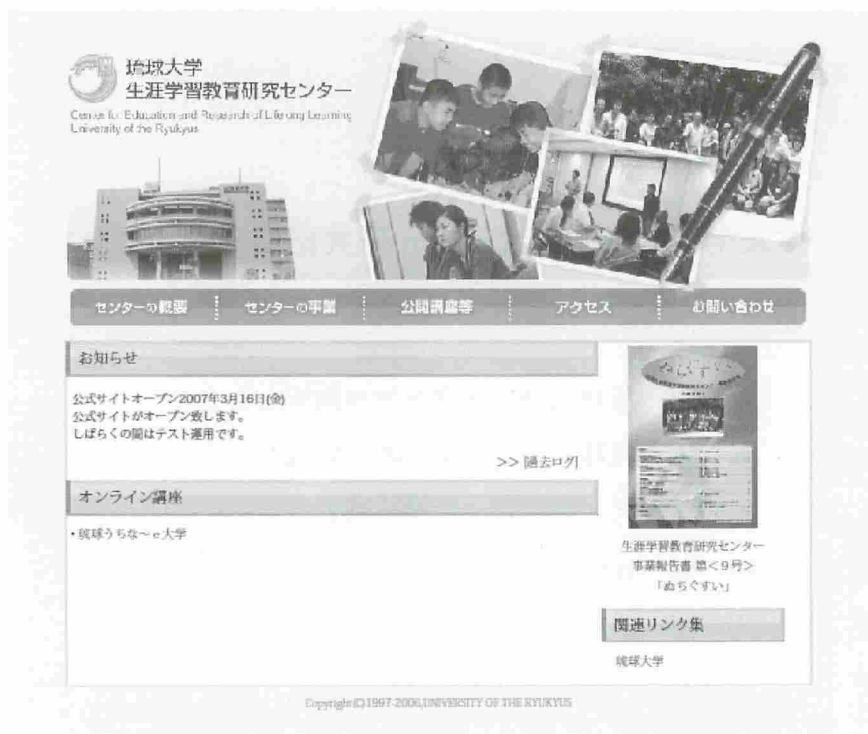 琉球大学
生涯学習教育研究センター
Center for Education and Research of Lifelong Learning
University of the Ryukyus
センターの概要
センターの事業
公開講座等
アクセス
お問い合わせ
お知らせ
公式サイトオープン2007年3月16日(金)
公式サイトがオープン致します。
しばらくの間はテスト運用です。
>> [過去ログ]
オンライン講座
・琉球うちな～e大学
ぬちぐすい
生涯学習教育研究センター
事業報告書 第<9号>
「ぬちぐすい」
関連リンク集
琉球大学
Copyright(C)1997-2006,UNIVERSITY OF THE RYUKYUS